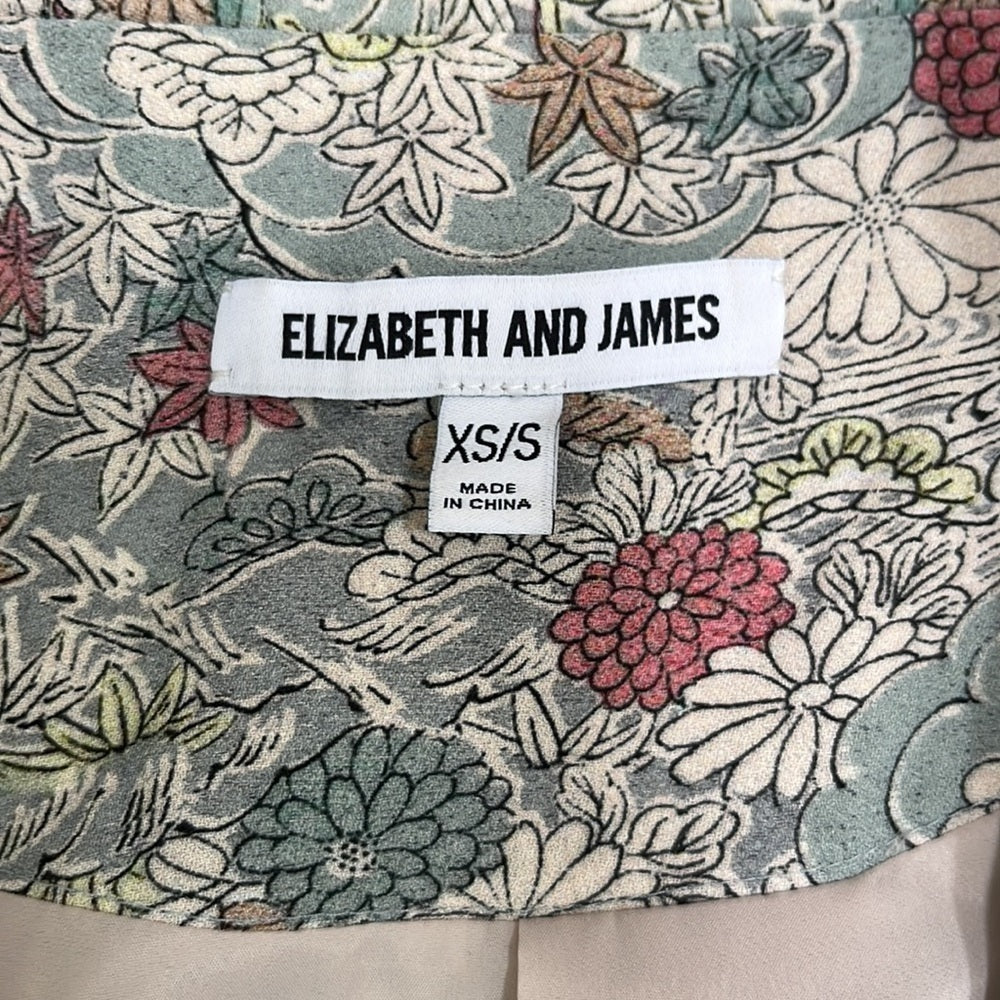 ELIZABETH AND JAMES
XS/S
MADE
IN CHINA